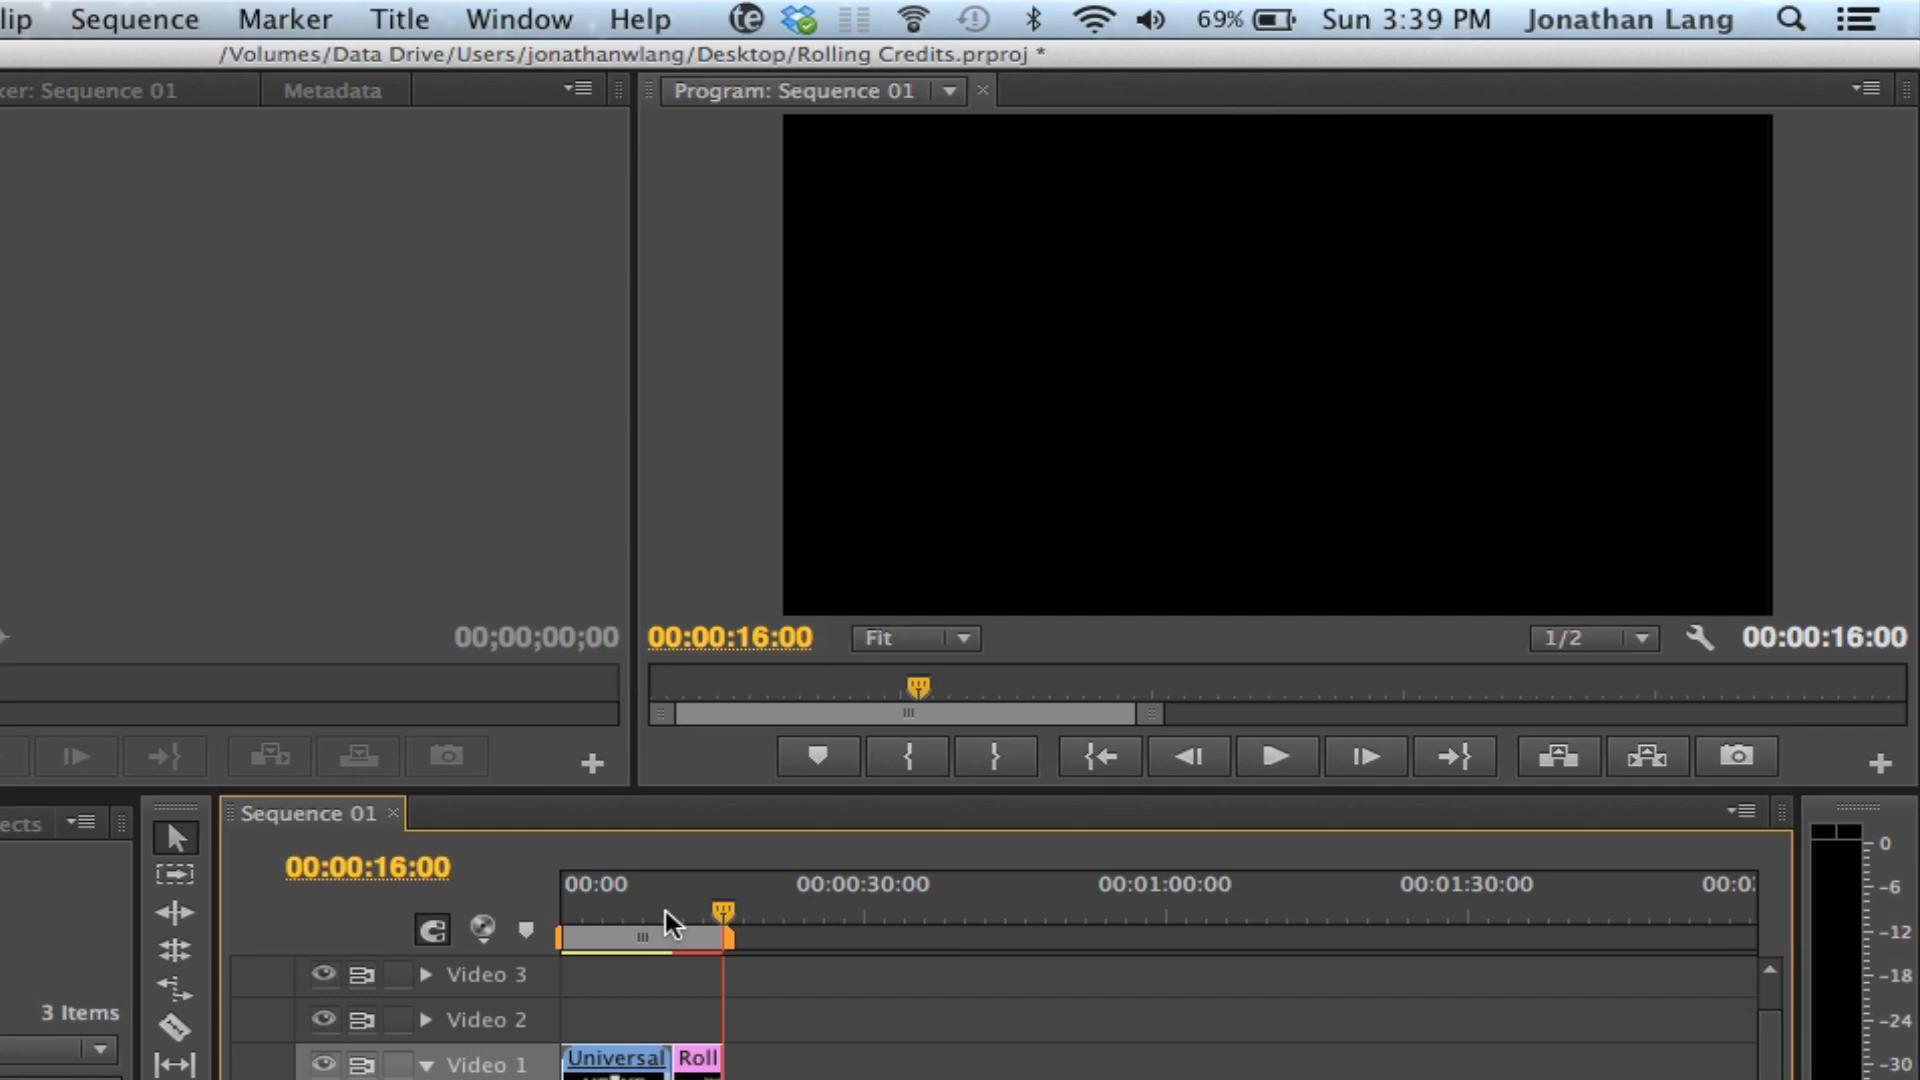 lip Sequence Marker Title Window Help te 69% Sun 3:39 PM Jonathan Lang
/Volumes/Data Drive/Users/jonathanwlang/Desktop/Rolling Credits.prproj *
ker: Sequence 01 Metadata Program: Sequence 01
00;00;00;00 00:00:16:00 Fit 1/2 00:00:16:00
ects Sequence 01
00:00:16:00
00:00 00:00:30:00 00:01:00:00 00:01:30:00 00:0
0
-6
-12
Video 3 -18
3 Items Video 2 -24
Video 1 Universal Roll -30